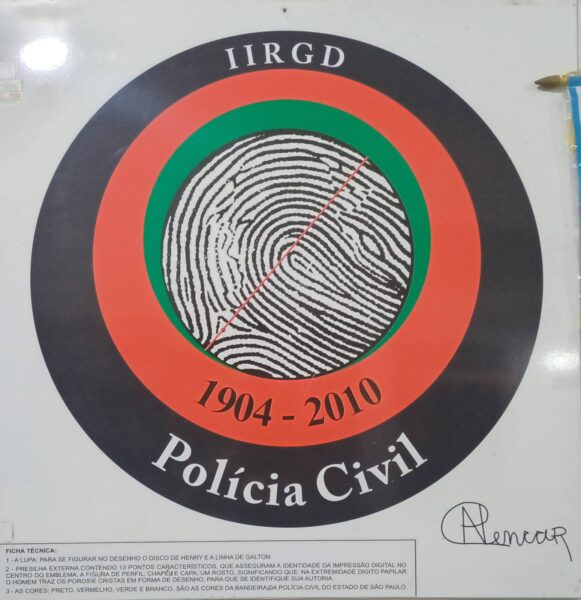 IIRGD
1904 - 2010
Polícia Civil
Alencar
FICHA TÉCNICA:
1 - A LUPA: PARA SE FIGURAR NO DESENHO O DISCO DE HENRY E A LINHA DE GALTON.
2 - PRESILHA EXTERNA CONTENDO 13 PONTOS CARACTERÍSTICOS, QUE ASSEGURAM A IDENTIDADE DA IMPRESSÃO DIGITAL NO
CENTRO DO EMBLEMA, A FIGURA DE PERFIL; CHAPÉU E CAPA; UM ROSTO, SIGNIFICANDO QUE: NA EXTREMIDADE DIGITO PAPILAR
O HOMEM TRAZ OS POROS E CRISTAS EM FORMA DE DESENHO, PARA QUE SE IDENTIFIQUE SUA AUTORIA.
3 - AS CORES: PRETO, VERMELHO, VERDE E BRANCO, SÃO AS CORES DA BANDEIRA DA POLÍCIA CIVIL DO ESTADO DE SÃO PAULO